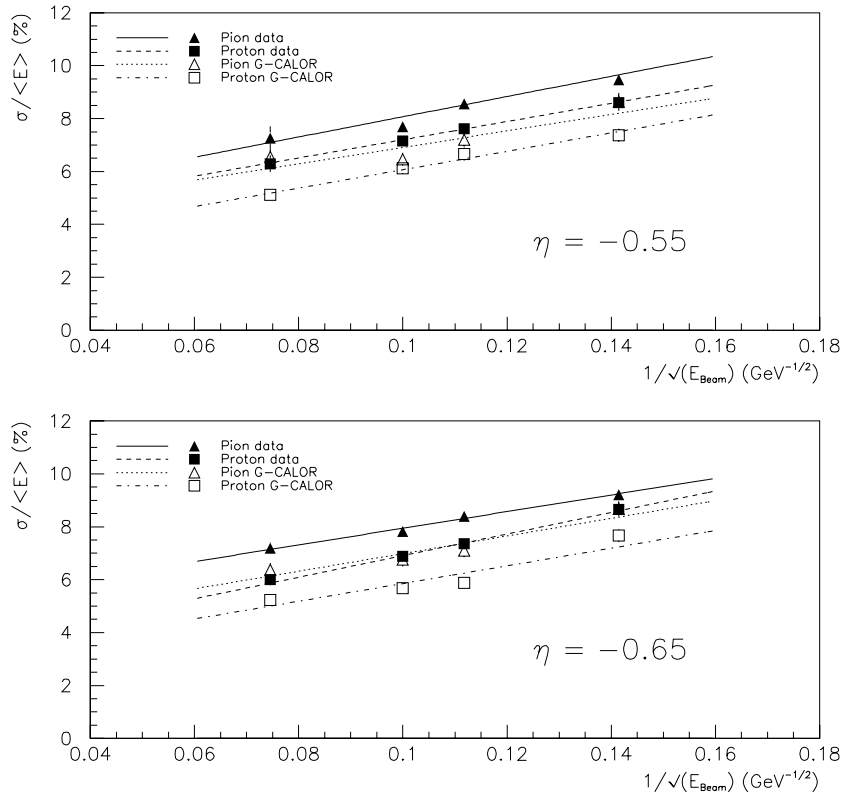 σ/<E> (%)
12
Pion data
Proton data
10
Pion G-CALOR
Proton G-CALOR
8
6
4
η = -0.55
2
0
0.04 0.06 0.08 0.1 0.12 0.14 0.16 0.18
1/√(E_Beam) (GeV^-1/2)
σ/<E> (%)
12
Pion data
Proton data
10
Pion G-CALOR
Proton G-CALOR
8
6
4
η = -0.65
2
0
0.04 0.06 0.08 0.1 0.12 0.14 0.16 0.18
1/√(E_Beam) (GeV^-1/2)